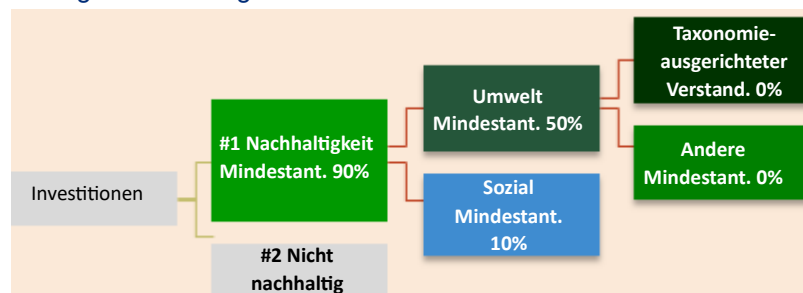 Investitionen
#1 Nachhaltigkeit
Mindestant. 90%
#2 Nicht
nachhaltig
Umwelt
Mindestant. 50%
Sozial
Mindestant.
10%
Taxonomie-
ausgerichteter
Verstand. 0%
Andere
Mindestant. 0%